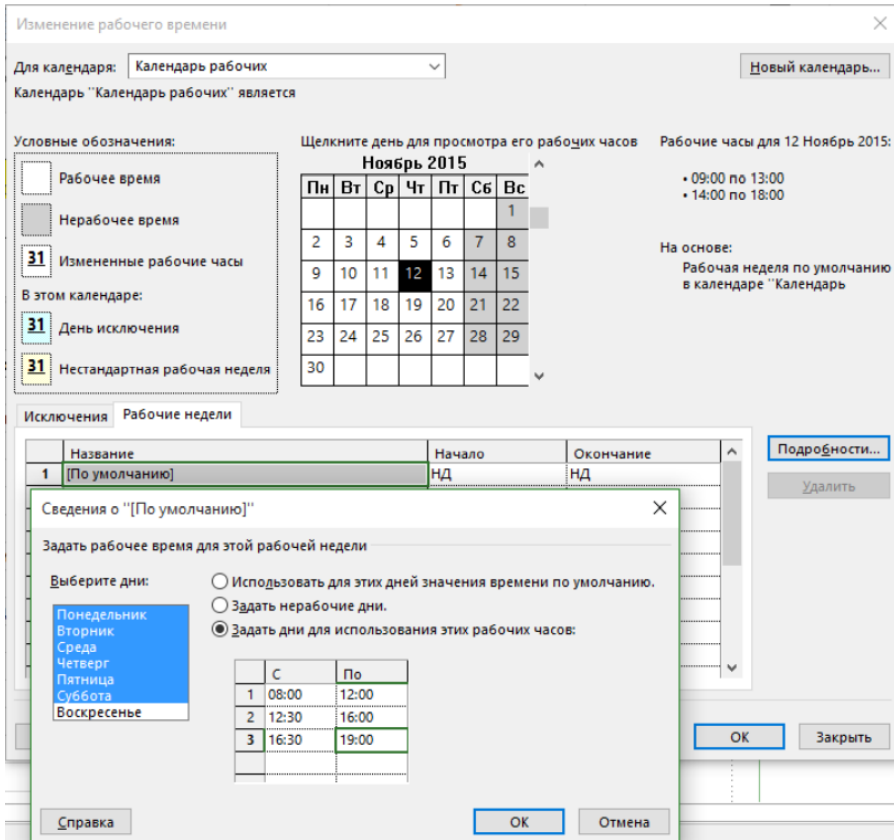 Изменение рабочего времени
Для календаря: Календарь рабочих
Новый календарь...
Календарь "Календарь рабочих" является
Условные обозначения:
Рабочее время
Нерабочее время
31 Измененные рабочие часы
В этом календаре:
31 День исключения
31 Нестандартная рабочая неделя
Щелкните день для просмотра его рабочих часов
Ноябрь 2015
Пн Вт Ср Чт Пт Сб Вс
1
2 3 4 5 6 7 8
9 10 11 12 13 14 15
16 17 18 19 20 21 22
23 24 25 26 27 28 29
30
Рабочие часы для 12 Ноябрь 2015:
• 09:00 по 13:00
• 14:00 по 18:00
На основе:
Рабочая неделя по умолчанию
в календаре "Календарь
Исключения Рабочие недели
Название Начало Окончание
1 [По умолчанию] НД НД
Подробности...
Удалить
Сведения о "[По умолчанию]"
Задать рабочее время для этой рабочей недели
Выберите дни:
Понедельник
Вторник
Среда
Четверг
Пятница
Суббота
Воскресенье
Использовать для этих дней значения времени по умолчанию.
Задать нерабочие дни.
Задать дни для использования этих рабочих часов:
С По
1 08:00 12:00
2 12:30 16:00
3 16:30 19:00
Справка
ОК
Отмена
ОК
Закрыть